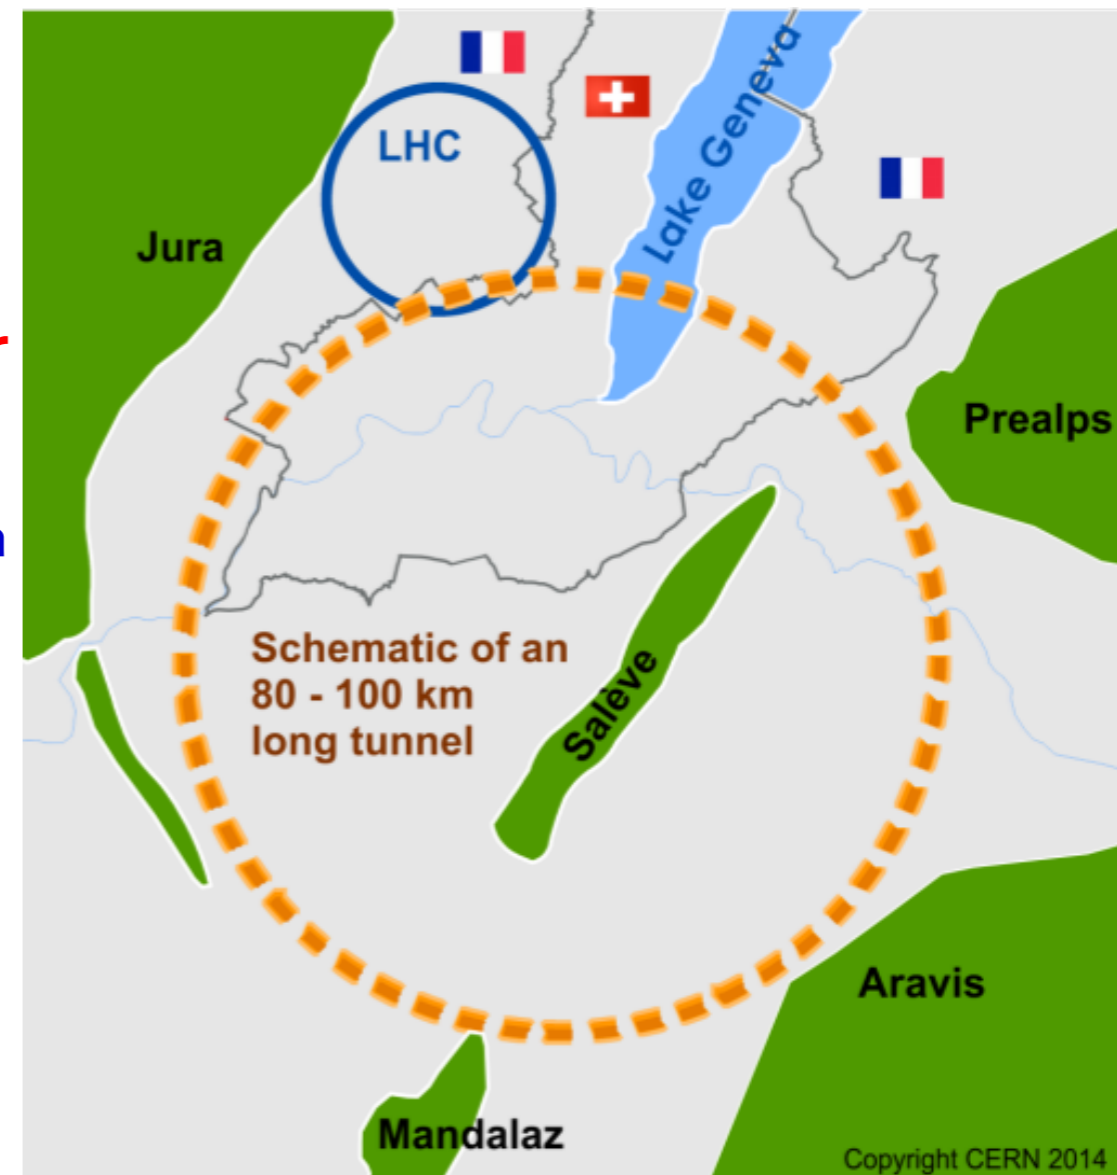 LHC
Lake Geneva
Jura
r
Prealps
n
Schematic of an
80 - 100 km
long tunnel
Salève
Aravis
Mandalaz
Copyright CERN 2014